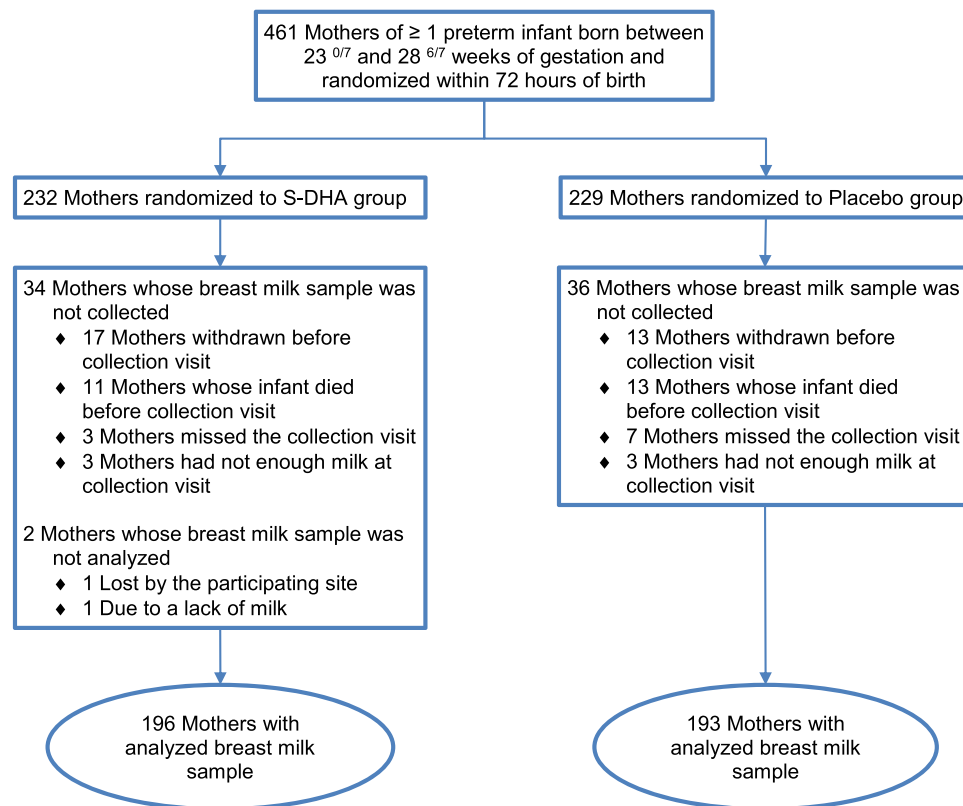 461 Mothers of ≥ 1 preterm infant born between
23 0/7 and 28 6/7 weeks of gestation and
randomized within 72 hours of birth
232 Mothers randomized to S-DHA group
229 Mothers randomized to Placebo group
34 Mothers whose breast milk sample was
not collected
♦ 17 Mothers withdrawn before
collection visit
♦ 11 Mothers whose infant died
before collection visit
♦ 3 Mothers missed the collection visit
♦ 3 Mothers had not enough milk at
collection visit
2 Mothers whose breast milk sample was
not analyzed
♦ 1 Lost by the participating site
♦ 1 Due to a lack of milk
36 Mothers whose breast milk sample was
not collected
♦ 13 Mothers withdrawn before
collection visit
♦ 13 Mothers whose infant died
before collection visit
♦ 7 Mothers missed the collection visit
♦ 3 Mothers had not enough milk at
collection visit
196 Mothers with
analyzed breast milk
sample
193 Mothers with
analyzed breast milk
sample